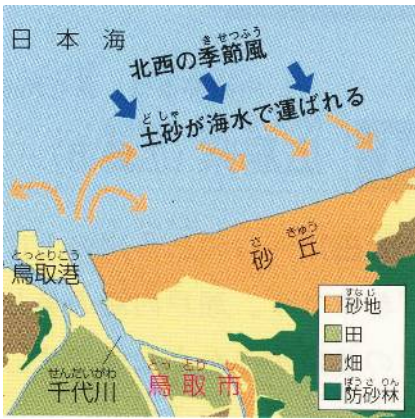 日本海
きせつふう
北西の季節風
どしゃ
土砂が海水で運ばれる
とっとりこう
鳥取港
さきゅう
砂丘
せんだいがわ
千代川
とっとり
鳥取市
すなじ
砂地
田
畑
ぼうさりん
防砂林